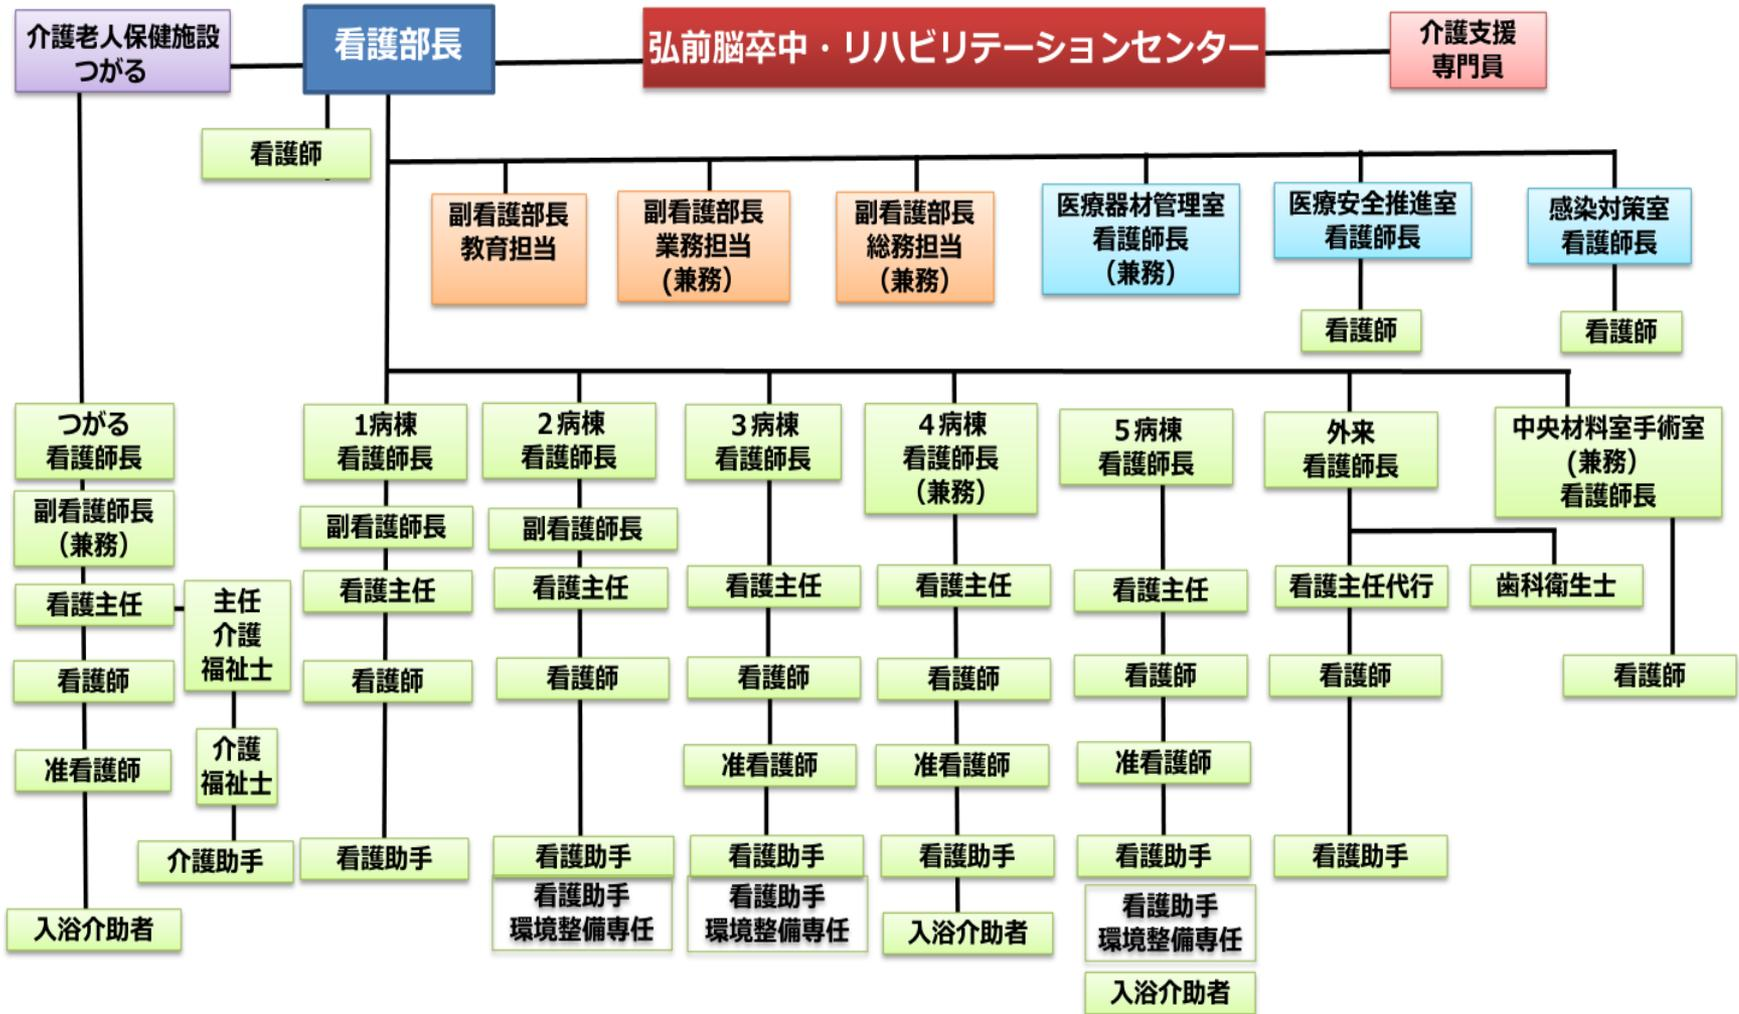 介護老人保健施設
つがる
看護部長
弘前脳卒中・リハビリテーションセンター
介護支援
専門員
看護師
副看護部長
教育担当
副看護部長
業務担当
(兼務）
副看護部長
総務担当
（兼務）
医療器材管理室
看護師長
（兼務）
医療安全推進室
看護師長
感染対策室
看護師長
看護師
看護師
つがる
看護師長
副看護師長
（兼務）
看護主任
主任
介護
福祉士
看護師
介護
福祉士
准看護師
介護助手
入浴介助者
1病棟
看護師長
副看護師長
看護主任
看護師
看護助手
２病棟
看護師長
副看護師長
看護主任
看護師
看護助手
看護助手
環境整備専任
３病棟
看護師長
看護主任
看護師
准看護師
看護助手
看護助手
環境整備専任
４病棟
看護師長
（兼務）
看護主任
看護師
准看護師
看護助手
入浴介助者
５病棟
看護師長
看護主任
看護師
准看護師
看護助手
看護助手
環境整備専任
入浴介助者
外来
看護師長
看護主任代行
歯科衛生士
看護師
看護助手
中央材料室手術室
(兼務）
看護師長
看護師